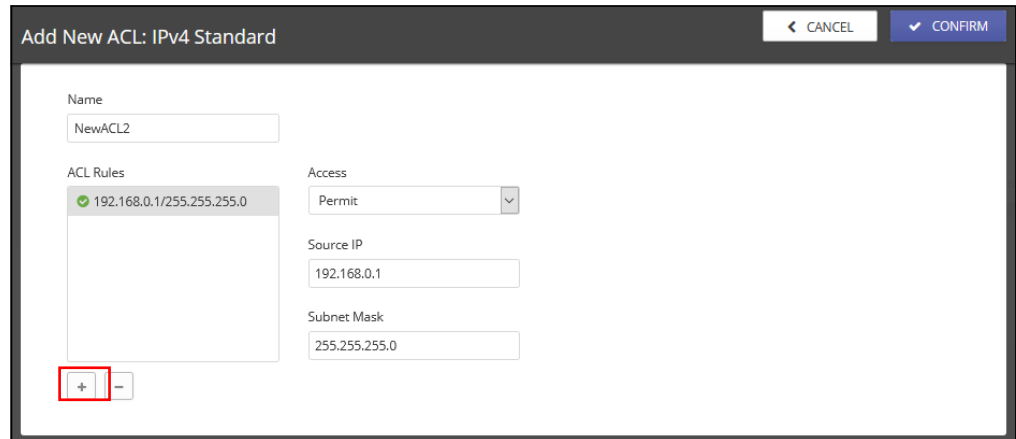 Add New ACL: IPv4 Standard
CANCEL
CONFIRM
Name
NewACL2
ACL Rules
Access
192.168.0.1/255.255.255.0
Permit
Source IP
192.168.0.1
Subnet Mask
255.255.255.0
+ −